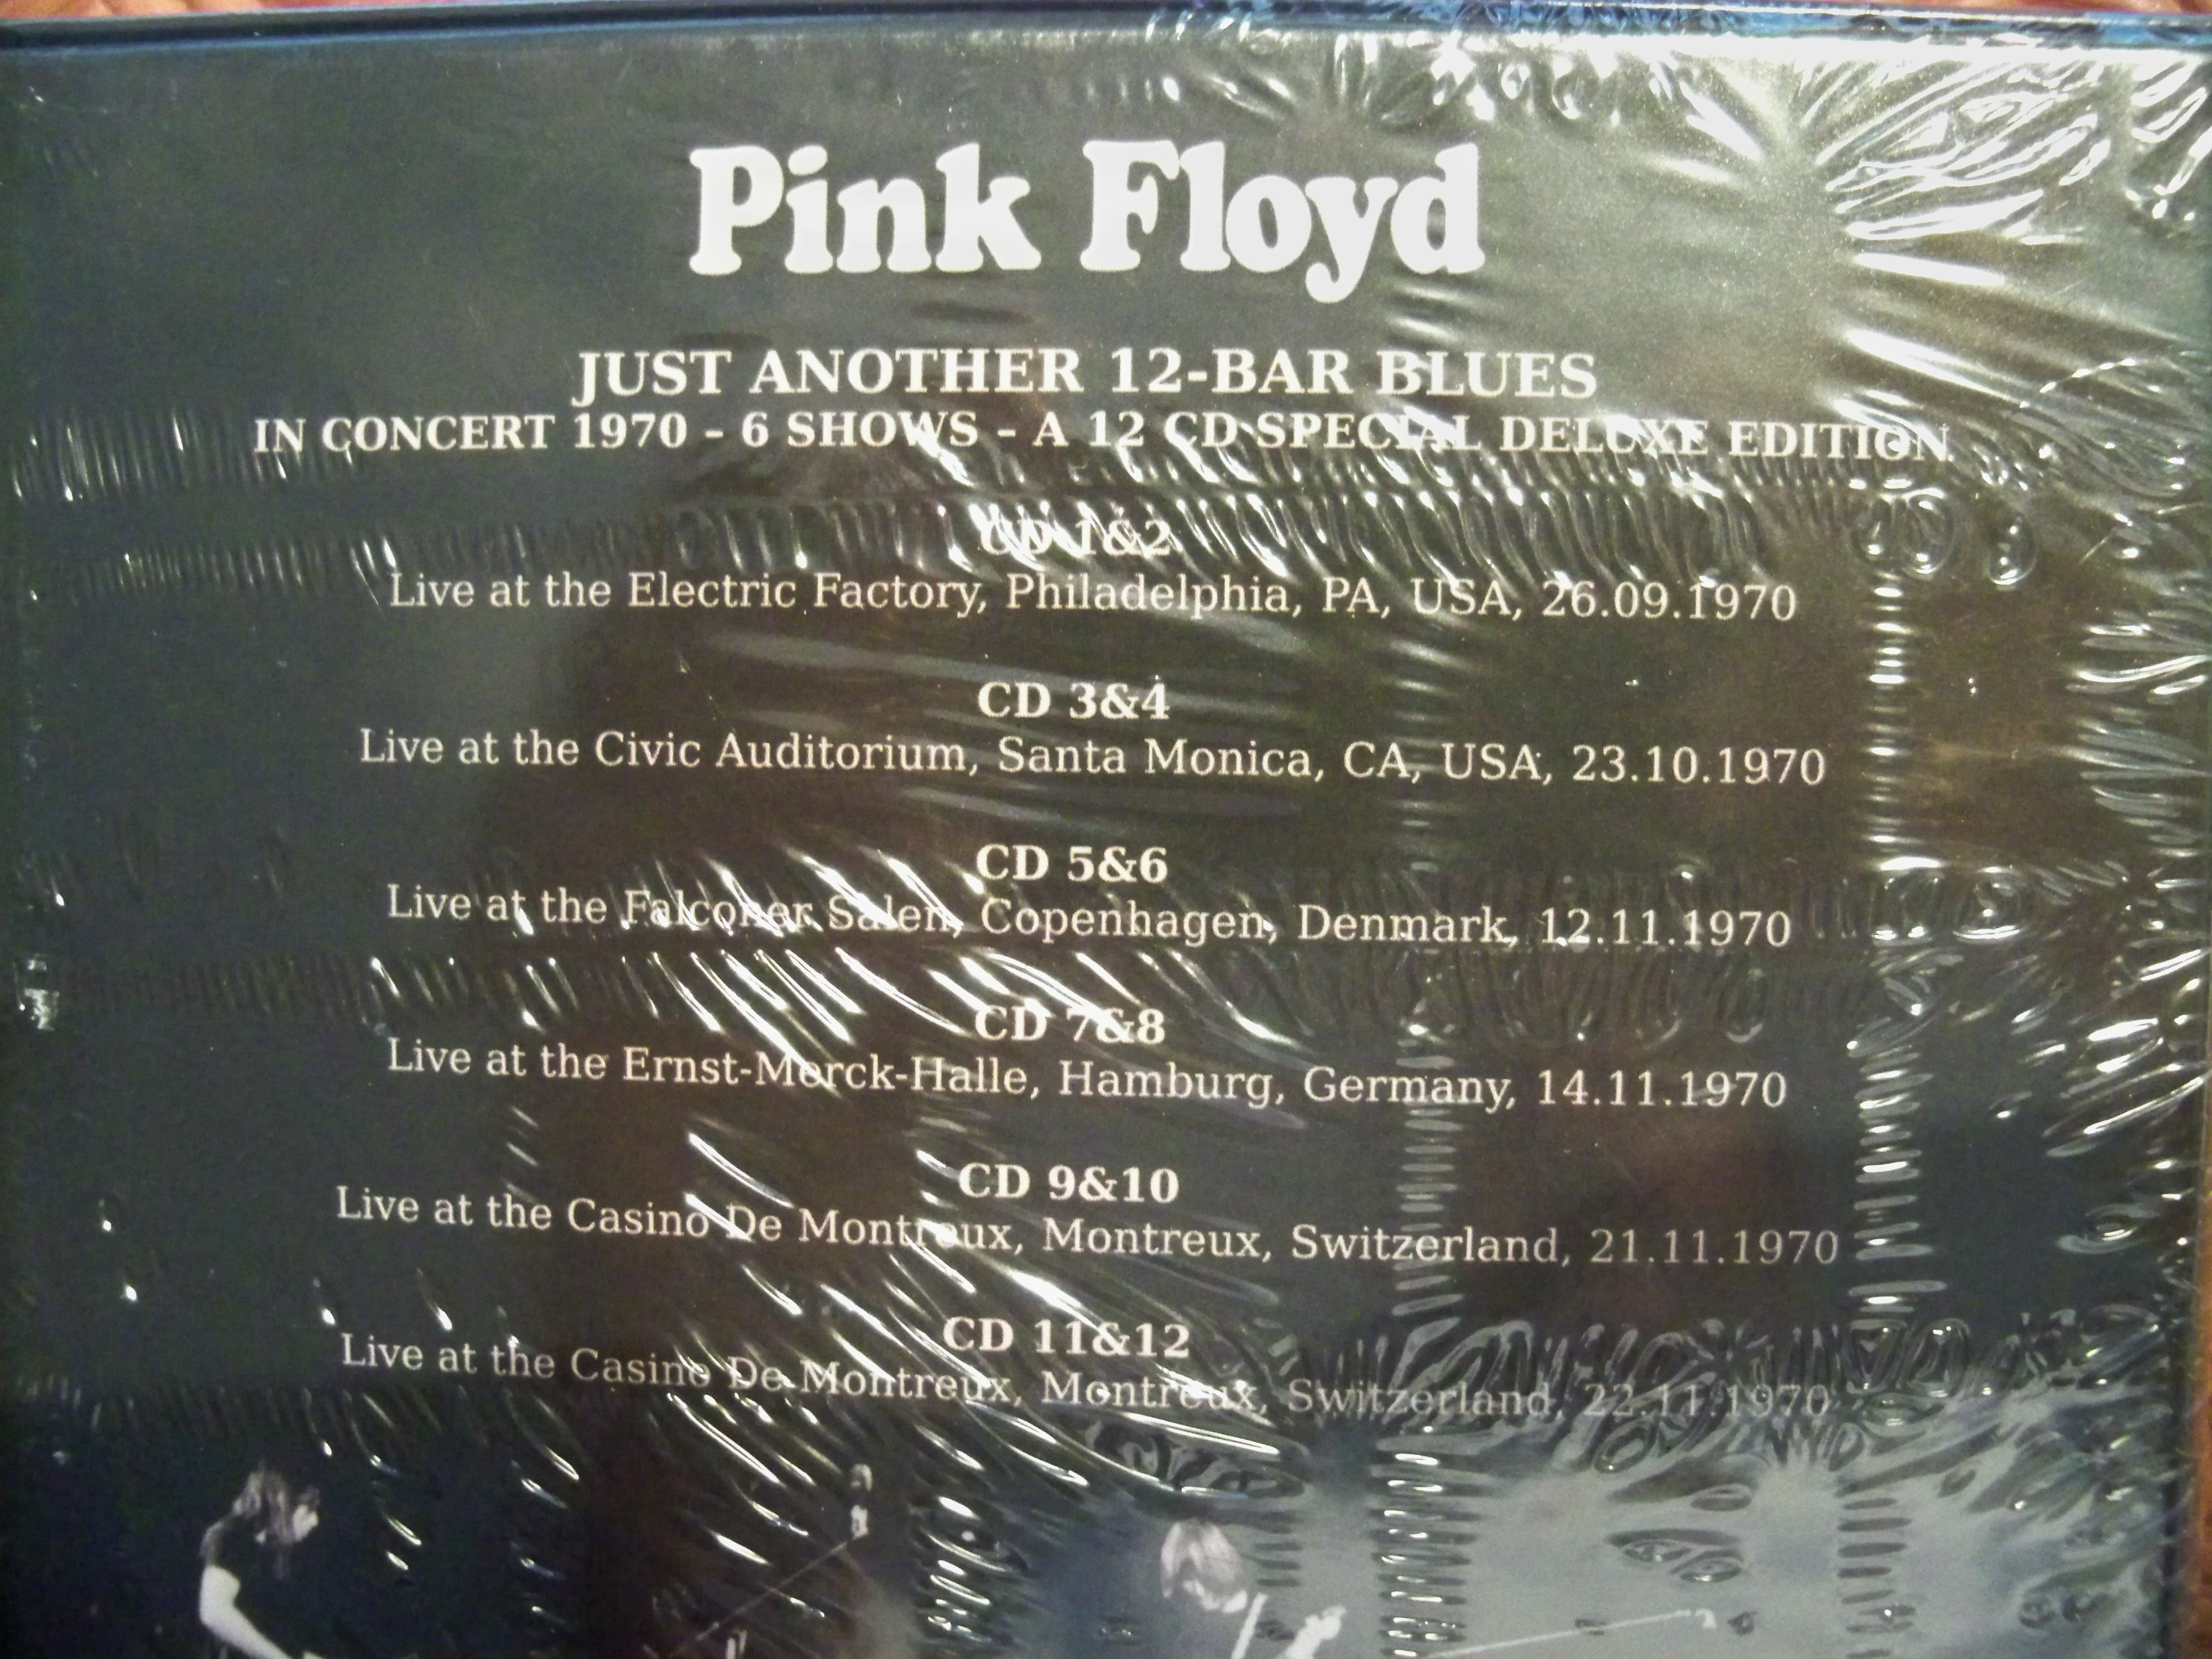 Pink Floyd
JUST ANOTHER 12-BAR BLUES
IN CONCERT 1970 - 6 SHOWS - A 12 CD SPECIAL DELUXE EDITION
CD 1&2
Live at the Electric Factory, Philadelphia, PA, USA, 26.09.1970
CD 3&4
Live at the Civic Auditorium, Santa Monica, CA, USA, 23.10.1970
CD 5&6
Live at the Falconer Salen, Copenhagen, Denmark, 12.11.1970
CD 7&8
Live at the Ernst-Merck-Halle, Hamburg, Germany, 14.11.1970
CD 9&10
Live at the Casino De Montreux, Montreux, Switzerland, 21.11.1970
CD 11&12
Live at the Casino De Montreux, Montreux, Switzerland, 22.11.1970